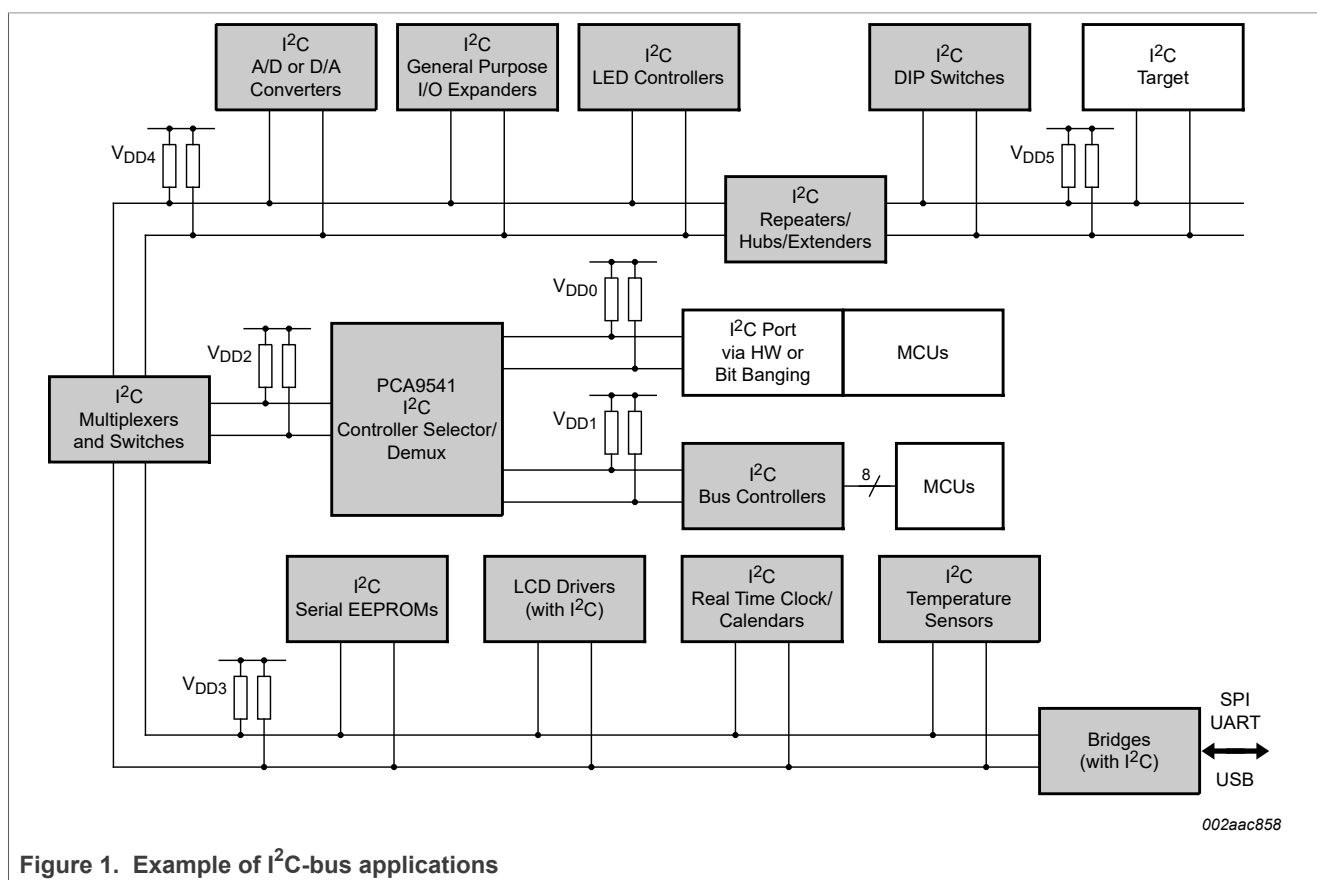 I²C
A/D or D/A
Converters
I²C
General Purpose
I/O Expanders
I²C
LED Controllers
I²C
DIP Switches
I²C
Target
VDD4
VDD5
I²C
Repeaters/
Hubs/Extenders
VDD0
I²C Port
via HW or
Bit Banging
MCUs
VDD2
PCA9541
I²C
Controller Selector/
Demux
I²C
Multiplexers
and Switches
VDD1
I²C
Bus Controllers
8
MCUs
I²C
Serial EEPROMs
LCD Drivers
(with I²C)
I²C
Real Time Clock/
Calendars
I²C
Temperature
Sensors
VDD3
Bridges
(with I²C)
SPI
UART
USB
002aac858
Figure 1. Example of I²C-bus applications